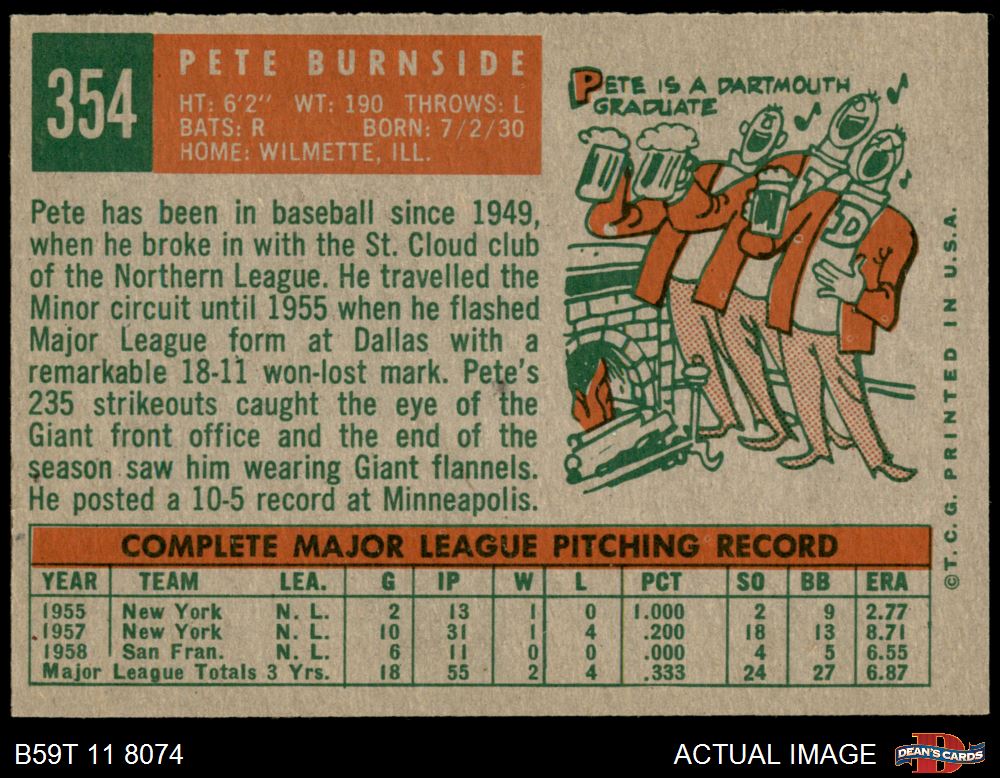 354
PETE BURNSIDE
HT: 6'2" WT: 190 THROWS: L
BATS: R BORN: 7/2/30
HOME: WILMETTE, ILL.
PETE IS A DARTMOUTH
GRADUATE
D
Pete has been in baseball since 1949,
when he broke in with the St. Cloud club
of the Northern League. He travelled the
Minor circuit until 1955 when he flashed
Major League form at Dallas with a
remarkable 18-11 won-lost mark. Pete's
235 strikeouts caught the eye of the
Giant front office and the end of the
season saw him wearing Giant flannels.
He posted a 10-5 record at Minneapolis.
COMPLETE MAJOR LEAGUE PITCHING RECORD
YEAR TEAM LEA. G IP W L PCT SO BB ERA
1955 New York N. L. 2 13 1 0 1.000 2 9 2.77
1957 New York N. L. 10 31 1 4 .200 18 13 8.71
1958 San Fran. N. L. 6 11 0 0 .000 4 5 6.55
Major League Totals 3 Yrs. 18 55 2 4 .333 24 27 6.87
©T. C. G. PRINTED IN U.S.A.
B59T 11 8074
ACTUAL IMAGE
DEAN'S CARDS